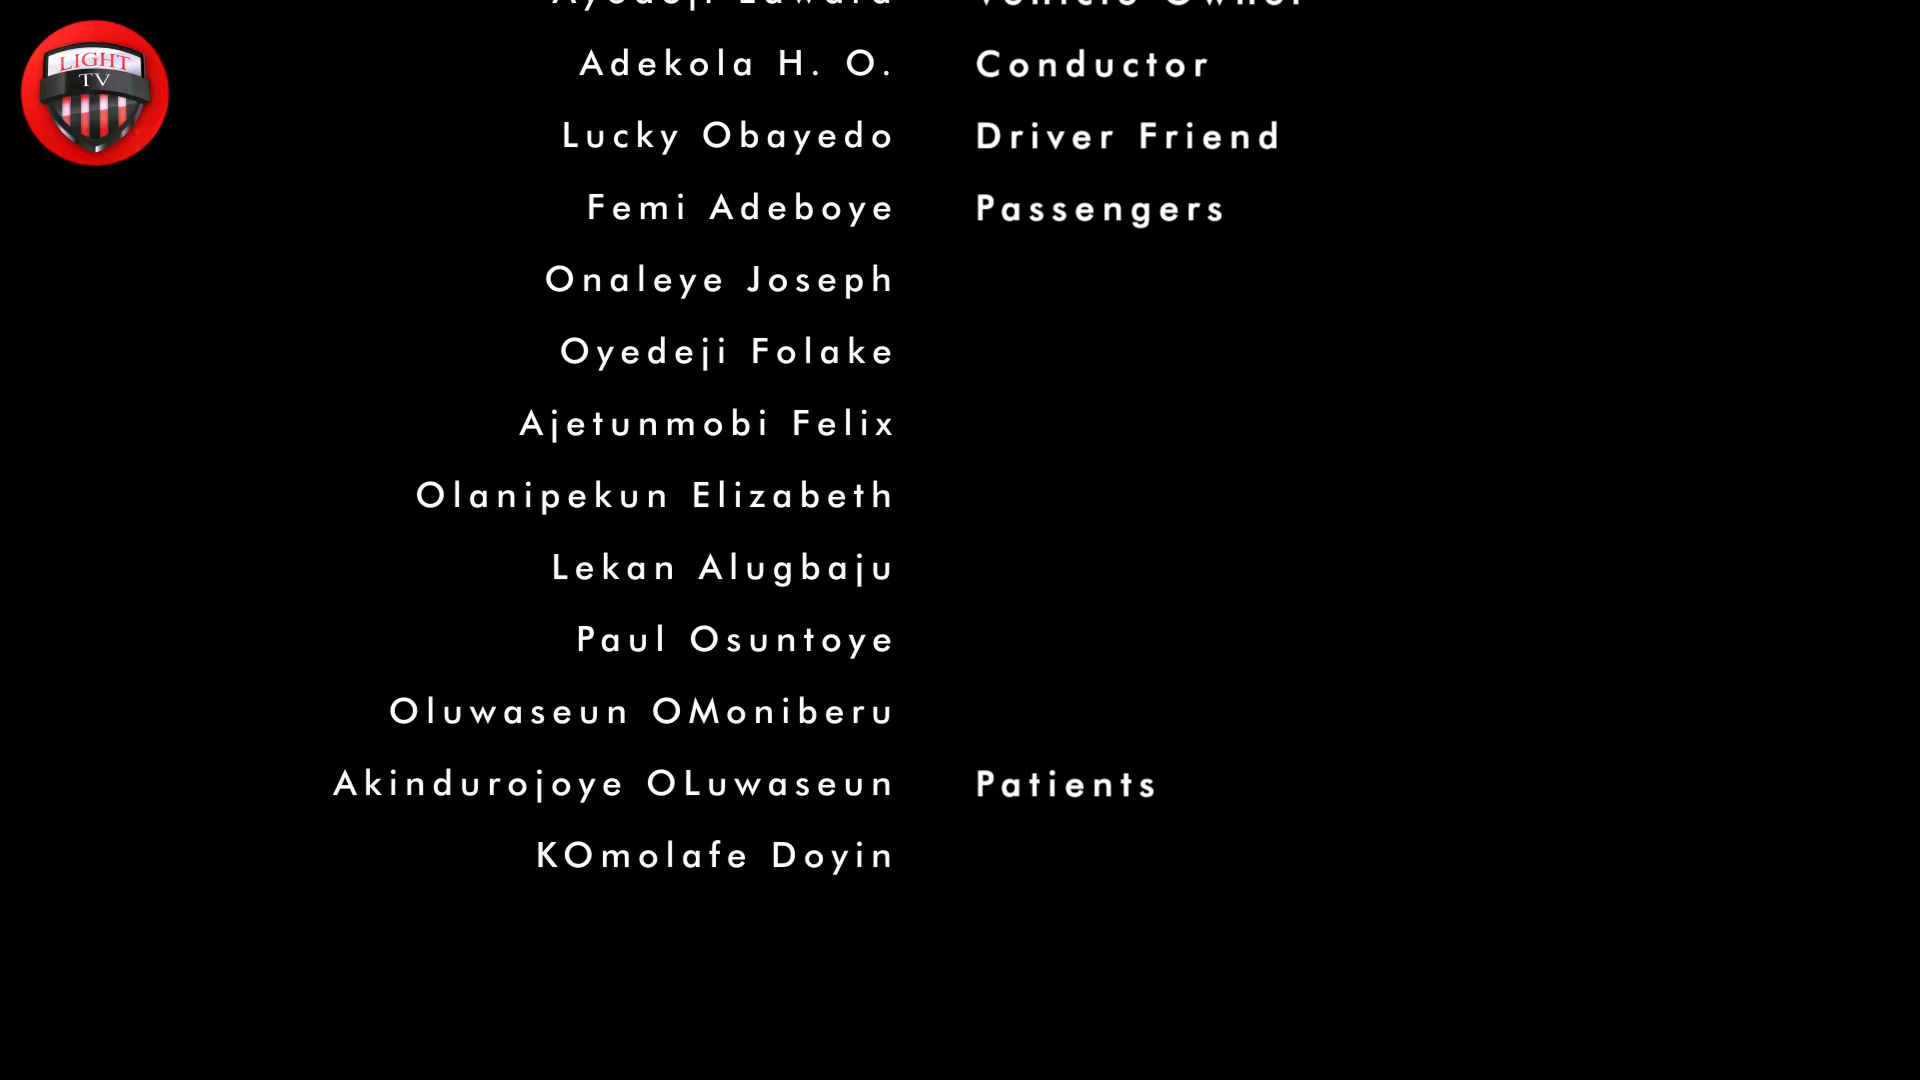 LIGHT
TV
Adekola H. O. Conductor
Lucky Obayedo Driver Friend
Femi Adeboye Passengers
Onaleye Joseph
Oyedeji Folake
Ajetunmobi Felix
Olanipekun Elizabeth
Lekan Alugbaju
Paul Osuntoye
Oluwaseun OMoniberu
Akindurojoye OLuwaseun Patients
KOmolafe Doyin